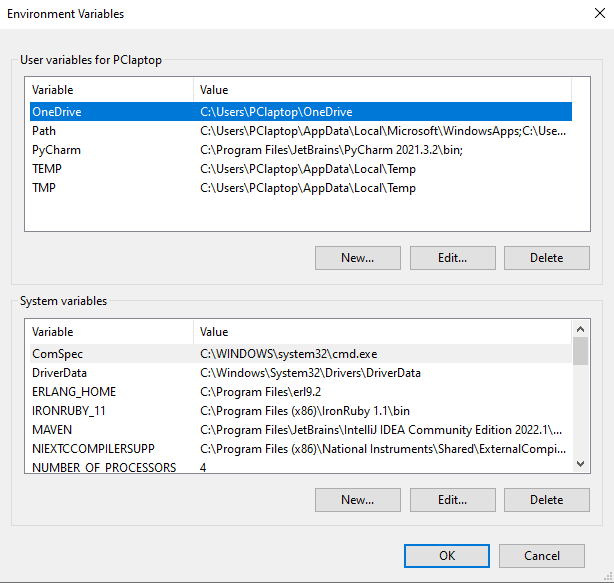 Environment Variables
User variables for PClaptop
Variable Value
OneDrive C:\Users\PClaptop\OneDrive
Path C:\Users\PClaptop\AppData\Local\Microsoft\WindowsApps;C:\Use...
PyCharm C:\Program Files\JetBrains\PyCharm 2021.3.2\bin;
TEMP C:\Users\PClaptop\AppData\Local\Temp
TMP C:\Users\PClaptop\AppData\Local\Temp
New... Edit... Delete
System variables
Variable Value
ComSpec C:\WINDOWS\system32\cmd.exe
DriverData C:\Windows\System32\Drivers\DriverData
ERLANG_HOME C:\Program Files\erl9.2
IRONRUBY_11 C:\Program Files (x86)\IronRuby 1.1\bin
MAVEN C:\Program Files\JetBrains\IntelliJ IDEA Community Edition 2022.1\...
NIEXTCCOMPILERSUPP C:\Program Files (x86)\National Instruments\Shared\ExternalCompi...
NUMBER_OF_PROCESSORS 4
New... Edit... Delete
OK Cancel